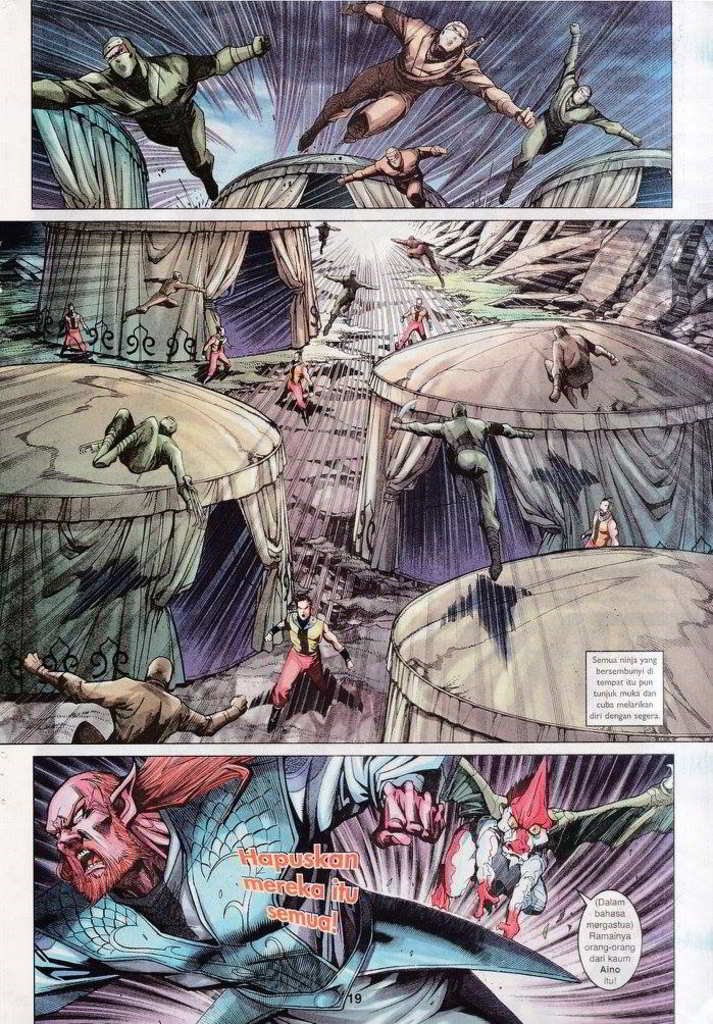 Semua ninja yang
bersembunyi di
tempat itu pun
tunjuk muka dan
cuba melarikan
diri dengan segera.
Hapuskan
mereka itu
semua!
(Dalam
bahasa
mergastua)
Ramainya
orang-orang
dari kaum
Aino
itu!
19